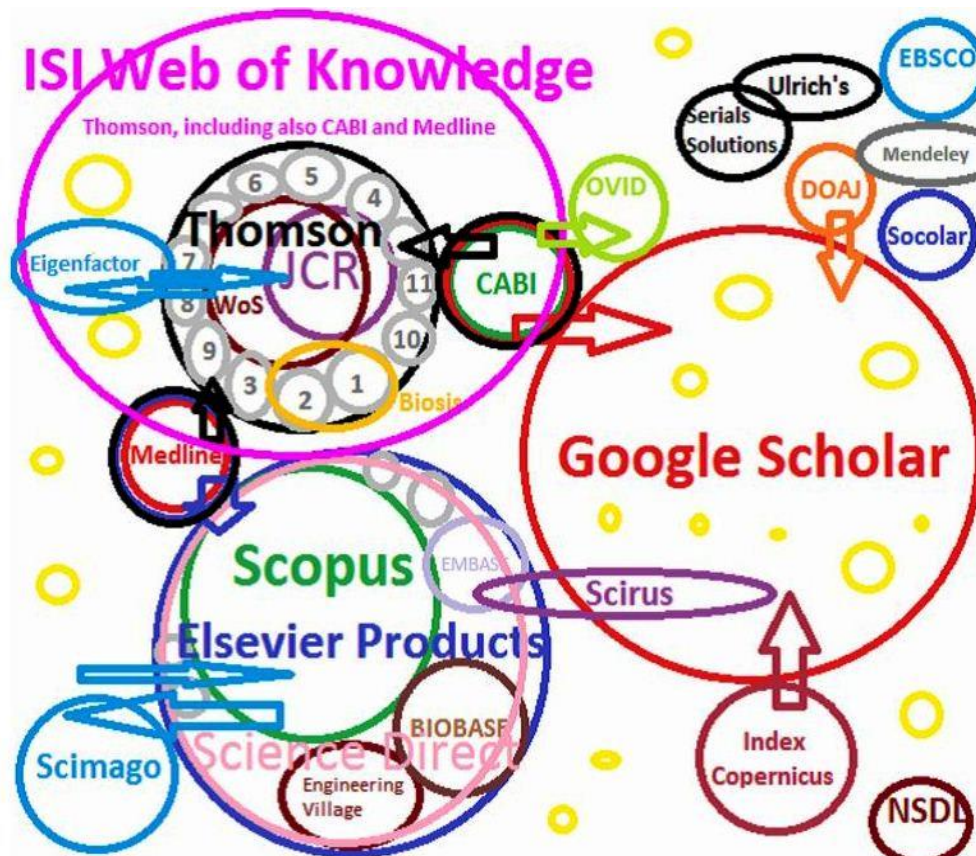 ISI Web of Knowledge
Thomson, including also CABI and Medline
EBSCO
Ulrich's
Serials
Solutions
Mendeley
DOAJ
Socolar
OVID
6
5
4
Thomson
Eigenfactor
7
JCR
11
CABI
8
WoS
10
9
3
2
1
Biosis
Medline
Google Scholar
Scopus
EMBASE
Scirus
Elsevier Products
BIOBASE
Science Direct
Scimago
Engineering
Village
Index
Copernicus
NSDL